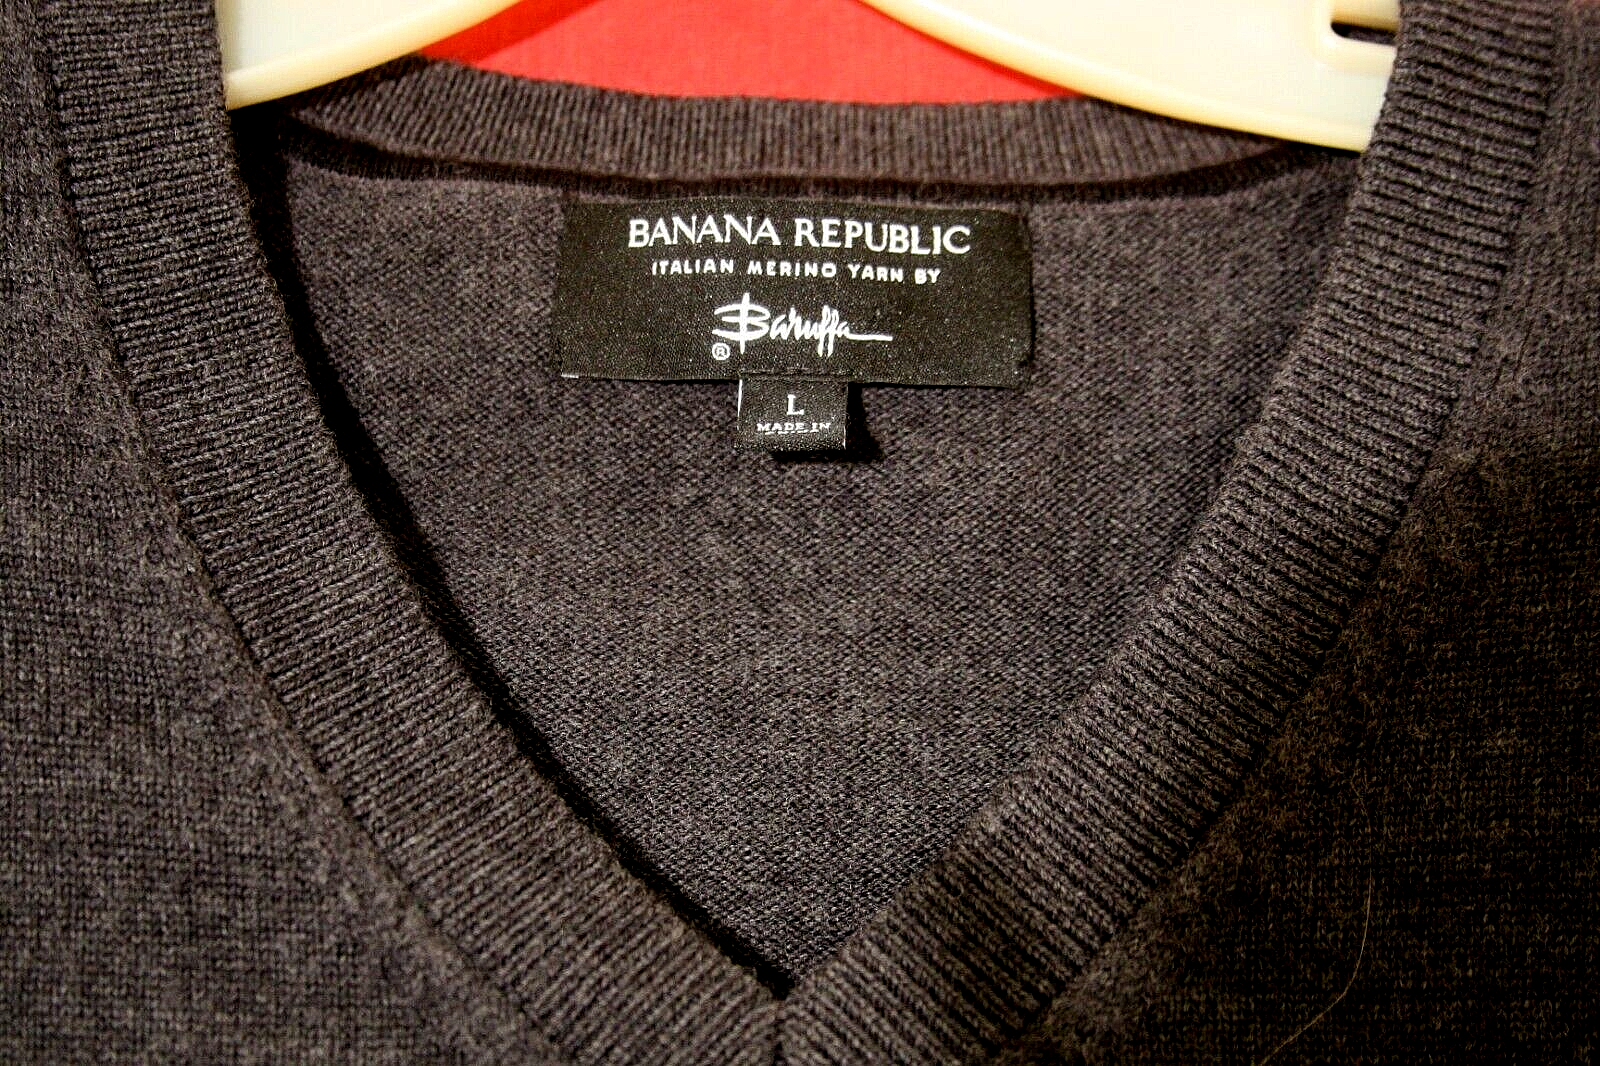 BANANA REPUBLIC
ITALIAN MERINO YARN BY
Baruffa
®
L
MADE IN